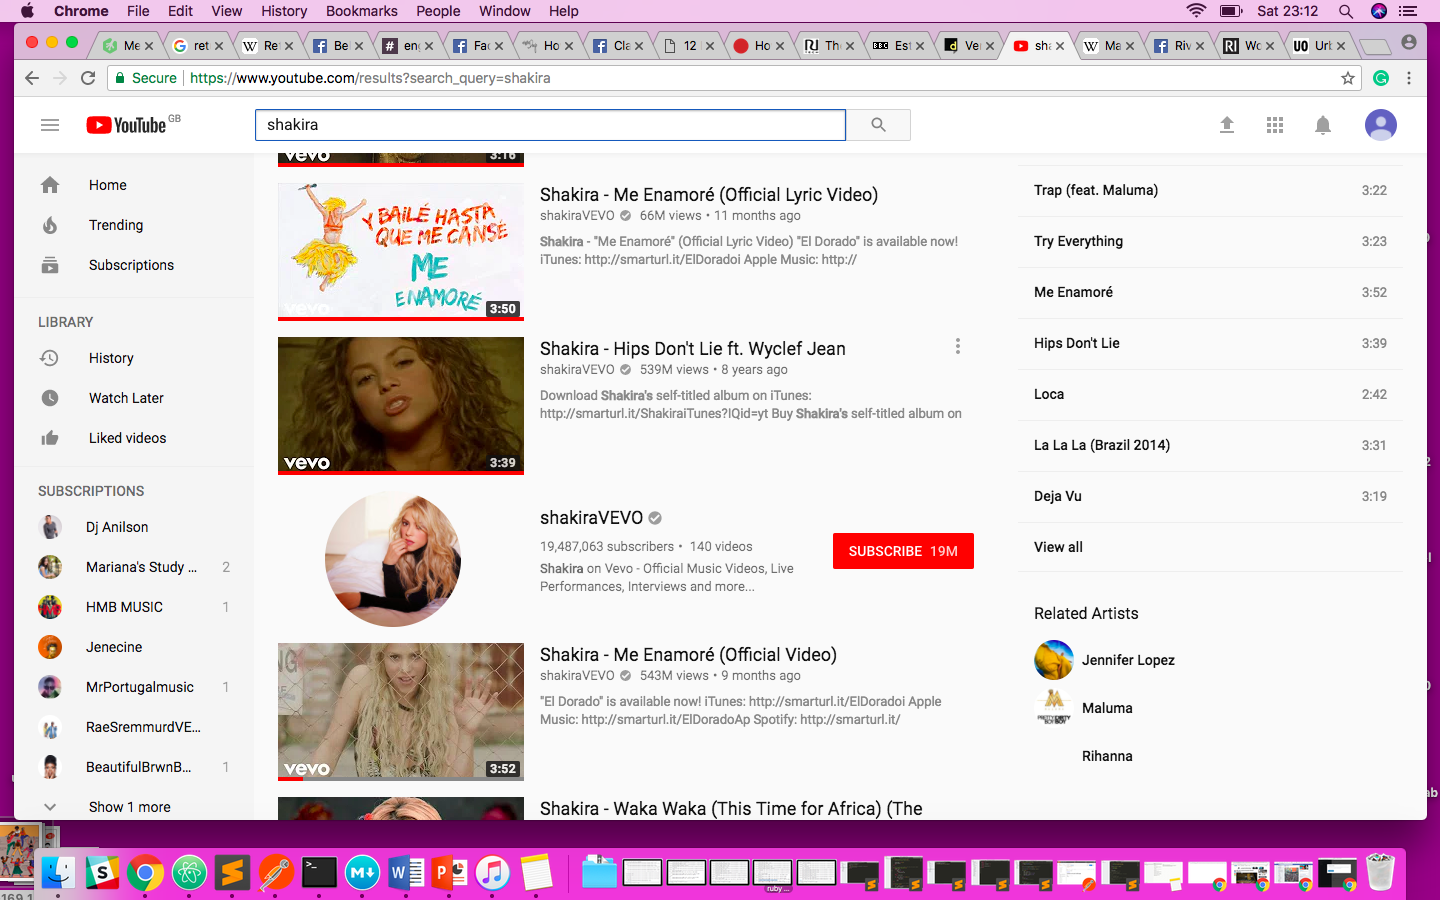 Chrome File Edit View History Bookmarks People Window Help Sat 23:12
Me ret Ret Be eng Fac Ho Cla 12 Ho The Est Ver sha Ma Riv Wo Urb
Secure https://www.youtube.com/results?search_query=shakira
YouTube GB
shakira
Home
Trending
Subscriptions
LIBRARY
History
Watch Later
Liked videos
SUBSCRIPTIONS
Dj Anilson
Mariana's Study ... 2
HMB MUSIC 1
Jenecine
MrPortugalmusic 1
RaeSremmurdVE...
BeautifulBrwnB... 1
Show 1 more
vevo 3:16
Y BAILÉ HASTA
QUE ME CANSÉ
ME
ENAMORÉ
3:50
Shakira - Me Enamoré (Official Lyric Video)
shakiraVEVO 66M views • 11 months ago
Shakira - "Me Enamoré" (Official Lyric Video) "El Dorado" is available now!
iTunes: http://smarturl.it/ElDoradoi Apple Music: http://
vevo 3:39
Shakira - Hips Don't Lie ft. Wyclef Jean
shakiraVEVO 539M views • 8 years ago
Download Shakira's self-titled album on iTunes:
http://smarturl.it/ShakiraiTunes?IQid=yt Buy Shakira's self-titled album on
shakiraVEVO
19,487,063 subscribers • 140 videos
Shakira on Vevo - Official Music Videos, Live
Performances, Interviews and more...
SUBSCRIBE 19M
vevo 3:52
Shakira - Me Enamoré (Official Video)
shakiraVEVO 543M views • 9 months ago
"El Dorado" is available now! iTunes: http://smarturl.it/ElDoradoi Apple
Music: http://smarturl.it/ElDoradoAp Spotify: http://smarturl.it/
Shakira - Waka Waka (This Time for Africa) (The
Trap (feat. Maluma) 3:22
Try Everything 3:23
Me Enamoré 3:52
Hips Don't Lie 3:39
Loca 2:42
La La La (Brazil 2014) 3:31
Deja Vu 3:19
View all
Related Artists
Jennifer Lopez
Maluma
Rihanna
ruby ...